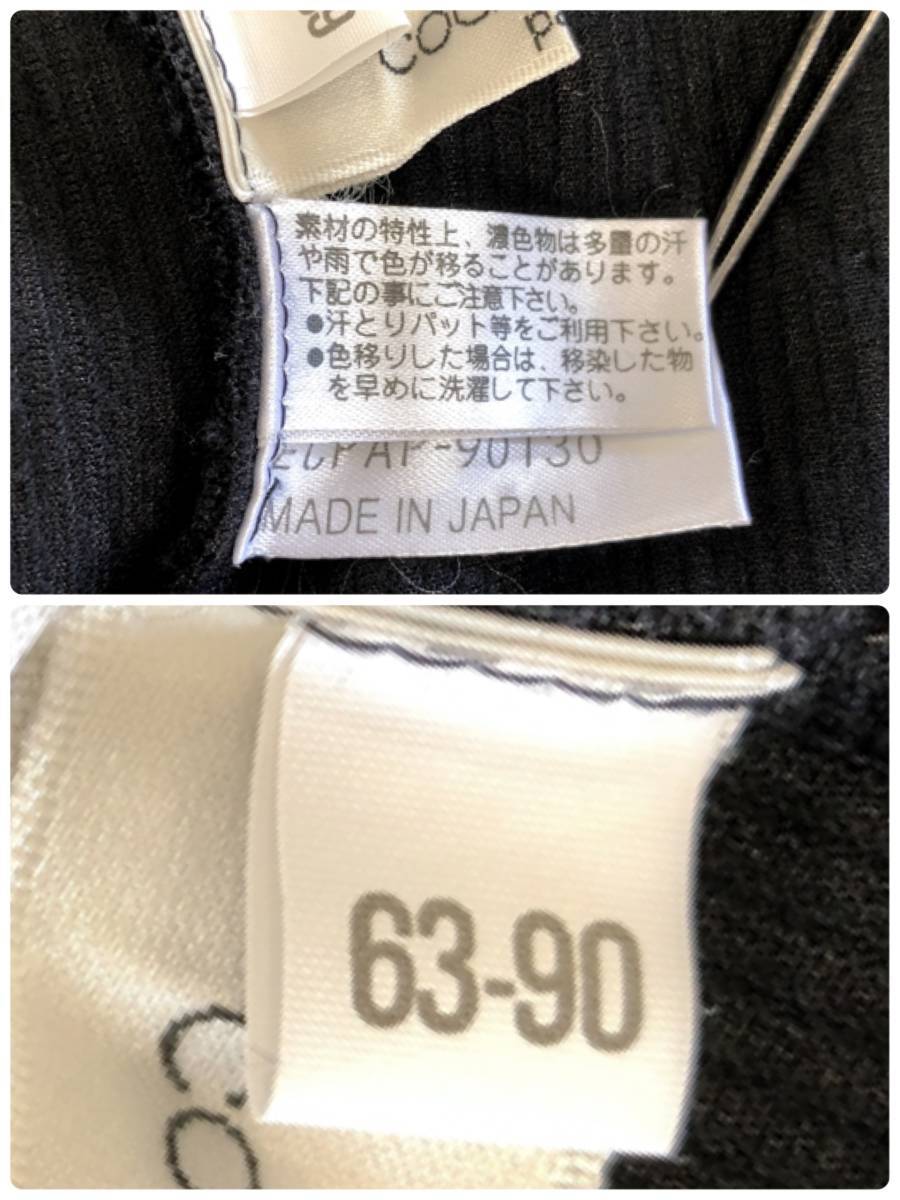 素材の特性上、濃色物は多量の汗
や雨で色が移ることがあります。
下記の事にご注意下さい。
●汗とりパット等をご利用下さい。
●色移りした場合は、移染した物
を早めに洗濯して下さい。
PAP-90130
MADE IN JAPAN
63-90